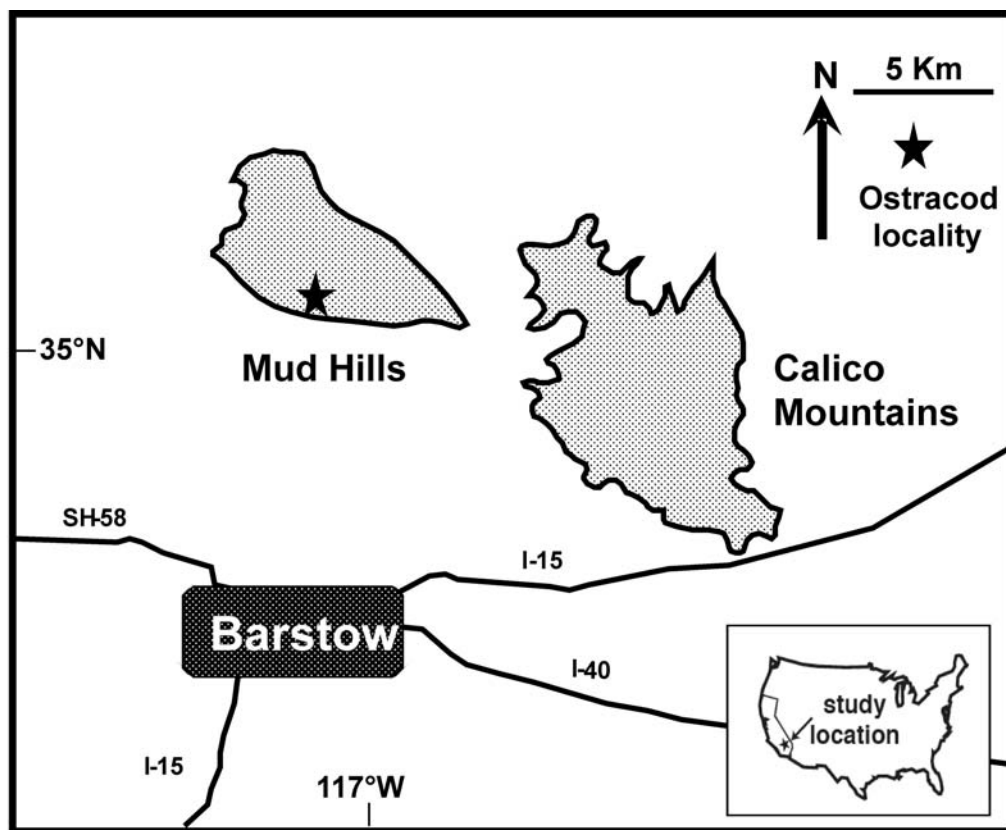 N
5 Km
Ostracod
locality
35°N
Mud Hills
Calico
Mountains
SH-58
I-15
Barstow
I-40
study
location
I-15
117°W